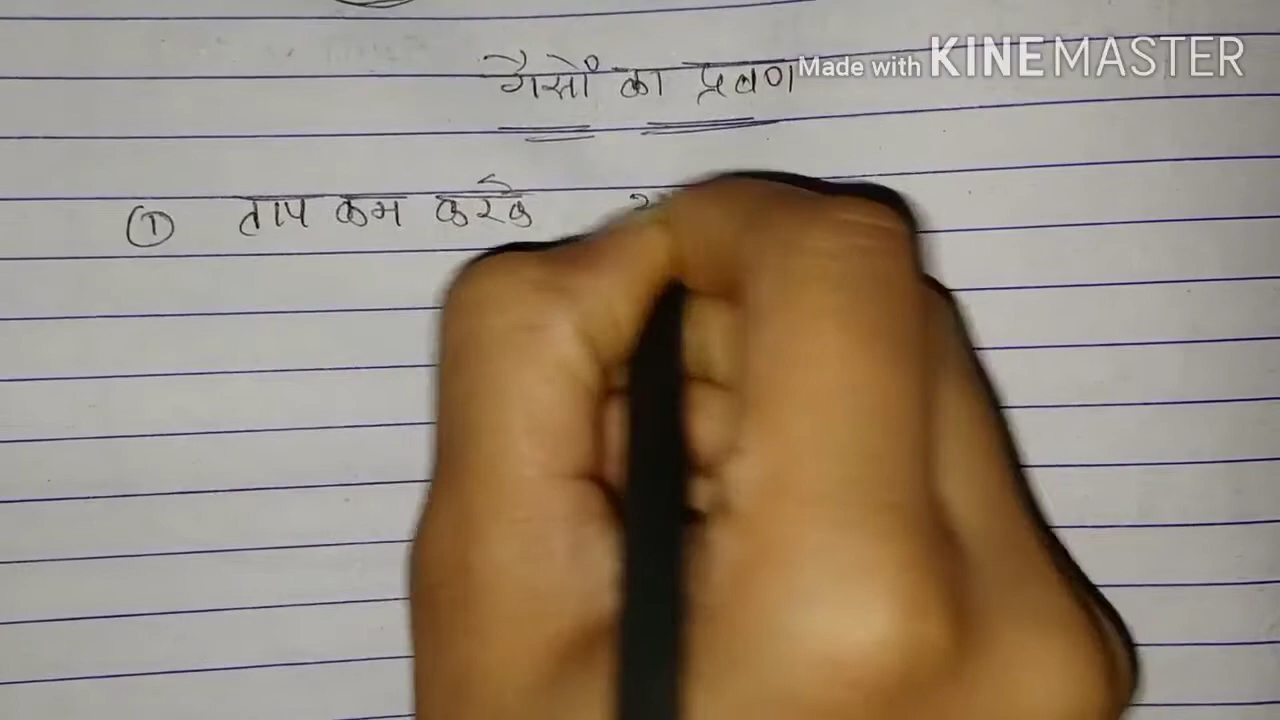 गैसों का द्रवण
Made with KINEMASTER
① ताप कम करके